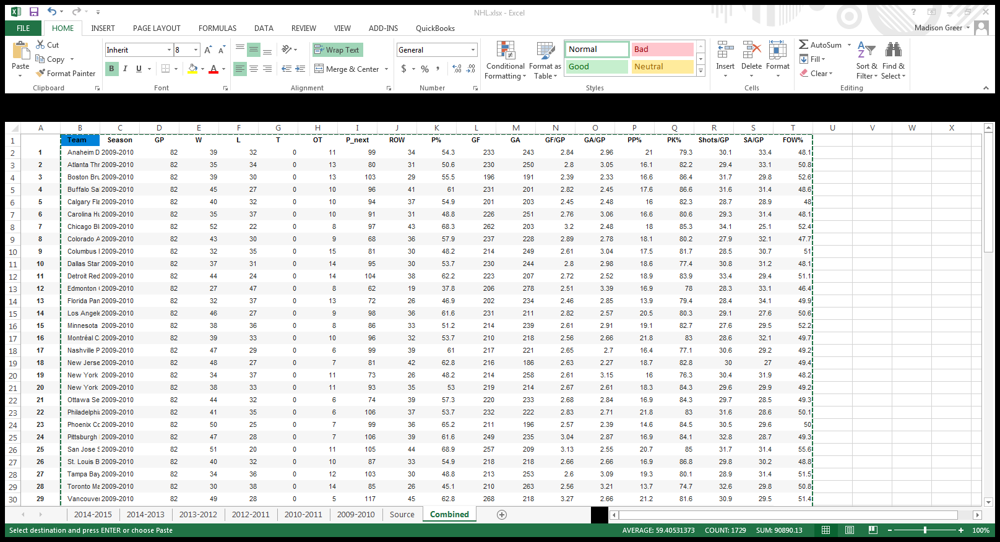 NHL.xlsx - Excel
?
FILE HOME INSERT PAGE LAYOUT FORMULAS DATA REVIEW VIEW ADD-INS QuickBooks Madison Greer
Paste Cut Copy Format Painter
Inherit 8
B I U A
Wrap Text
Merge & Center
General
$ % ,
Conditional Formatting Format as Table
Normal Bad
Good Neutral
Insert Delete Format
AutoSum Fill Clear
Sort & Filter Find & Select
Clipboard Font Alignment Number Styles Cells Editing
A B C D E F G H I J K L M N O P Q R S T U V W X
1 Team Season GP W L T OT P_next ROW P% GF GA GF/GP GA/GP PP% PK% Shots/GP SA/GP FOW%
2 1 Anaheim D 2009-2010 82 39 32 0 11 99 34 54.3 233 243 2.84 2.96 21 79.3 30.1 33.4 48.1
3 2 Atlanta Thr 2009-2010 82 35 34 0 13 80 31 50.6 230 250 2.8 3.05 16.1 82.2 29.4 33.1 50.8
4 3 Boston Bru 2009-2010 82 39 30 0 13 103 29 55.5 196 191 2.39 2.33 16.6 86.4 31.7 29.8 52.6
5 4 Buffalo Sa 2009-2010 82 45 27 0 10 96 41 61 231 201 2.82 2.45 17.6 86.6 31.6 31.4 48.6
6 5 Calgary Fla 2009-2010 82 40 32 0 10 94 37 54.9 201 203 2.45 2.48 16 82.3 28.7 28.9 48
7 6 Carolina Hu 2009-2010 82 35 37 0 10 91 31 48.8 226 251 2.76 3.06 16.6 80.6 29.3 31.4 48.1
8 7 Chicago Bl 2009-2010 82 52 22 0 8 97 43 68.3 262 203 3.2 2.48 18 85.3 34.1 25.1 52.4
9 8 Colorado A 2009-2010 82 43 30 0 9 68 36 57.9 237 228 2.89 2.78 18.1 80.2 27.9 32.1 47.7
10 9 Columbus 2009-2010 82 32 35 0 15 81 30 48.2 214 249 2.61 3.04 17.5 81.7 28.5 30.7 51
11 10 Dallas Star 2009-2010 82 37 31 0 14 95 30 53.7 230 244 2.8 2.98 18.6 77.4 30.8 31.2 48.1
12 11 Detroit Red 2009-2010 82 44 24 0 14 104 38 62.2 223 207 2.72 2.52 18.9 83.9 33.4 29.4 51.1
13 12 Edmonton 2009-2010 82 27 47 0 8 62 19 37.8 206 278 2.51 3.39 16.9 78 28.3 33.1 46.4
14 13 Florida Pan 2009-2010 82 32 37 0 13 72 26 46.9 202 234 2.46 2.85 13.9 79.4 28.4 34.1 49.9
15 14 Los Angele 2009-2010 82 46 27 0 9 98 36 61.6 231 211 2.82 2.57 20.5 80.3 29.1 27.6 50.6
16 15 Minnesota 2009-2010 82 38 36 0 8 86 33 51.2 214 239 2.61 2.91 19.1 82.7 27.6 29.5 52.2
17 16 Montréal C 2009-2010 82 39 33 0 10 96 32 53.7 210 218 2.56 2.66 21.8 83 28.6 32.1 49.7
18 17 Nashville P 2009-2010 82 47 29 0 6 99 39 61 217 221 2.65 2.7 16.4 77.1 30.6 29.2 49.2
19 18 New Jerse 2009-2010 82 48 27 0 7 81 42 62.8 216 186 2.63 2.27 18.7 82.8 30 27 49.4
20 19 New York 2009-2010 82 34 37 0 11 73 26 48.2 214 258 2.61 3.15 16 76.3 30.4 31.9 48.2
21 20 New York 2009-2010 82 38 33 0 11 93 35 53 219 214 2.67 2.61 18.3 84.3 29.6 29.9 49.2
22 21 Ottawa Se 2009-2010 82 44 32 0 6 74 39 57.3 220 233 2.68 2.84 16.9 84.3 29.7 28.5 49.3
23 22 Philadelphia 2009-2010 82 41 35 0 6 106 37 53.7 232 222 2.83 2.71 21.8 83 31.6 28.6 50.1
24 23 Phoenix Co 2009-2010 82 50 25 0 7 99 36 65.2 211 196 2.57 2.39 14.6 84.5 30.5 29.6 50
25 24 Pittsburgh 2009-2010 82 47 28 0 7 106 39 61.6 249 235 3.04 2.87 16.9 84.1 32.8 28.7 49.3
26 25 San Jose S 2009-2010 82 51 20 0 11 105 44 68.9 257 209 3.13 2.55 20.7 85 31.7 31.4 55.6
27 26 St. Louis B 2009-2010 82 40 32 0 10 87 33 54.9 218 218 2.66 2.66 16.9 86.8 29.8 30.2 48.8
28 27 Tampa Bay 2009-2010 82 34 36 0 12 103 30 48.8 213 253 2.6 3.09 19.3 80.1 28.9 31.4 51.5
29 28 Toronto Ma 2009-2010 82 30 38 0 14 85 26 45.1 210 263 2.56 3.21 13.7 74.7 32.6 29.8 50.8
30 29 Vancouver 2009-2010 82 49 28 0 5 117 45 62.8 268 218 3.27 2.66 21.2 81.6 30.9 29.5 51.4
2014-2015 2014-2013 2013-2012 2012-2011 2010-2011 2009-2010 Source Combined
Select destination and press ENTER or choose Paste AVERAGE: 59.40531373 COUNT: 1729 SUM: 90890.13 100%